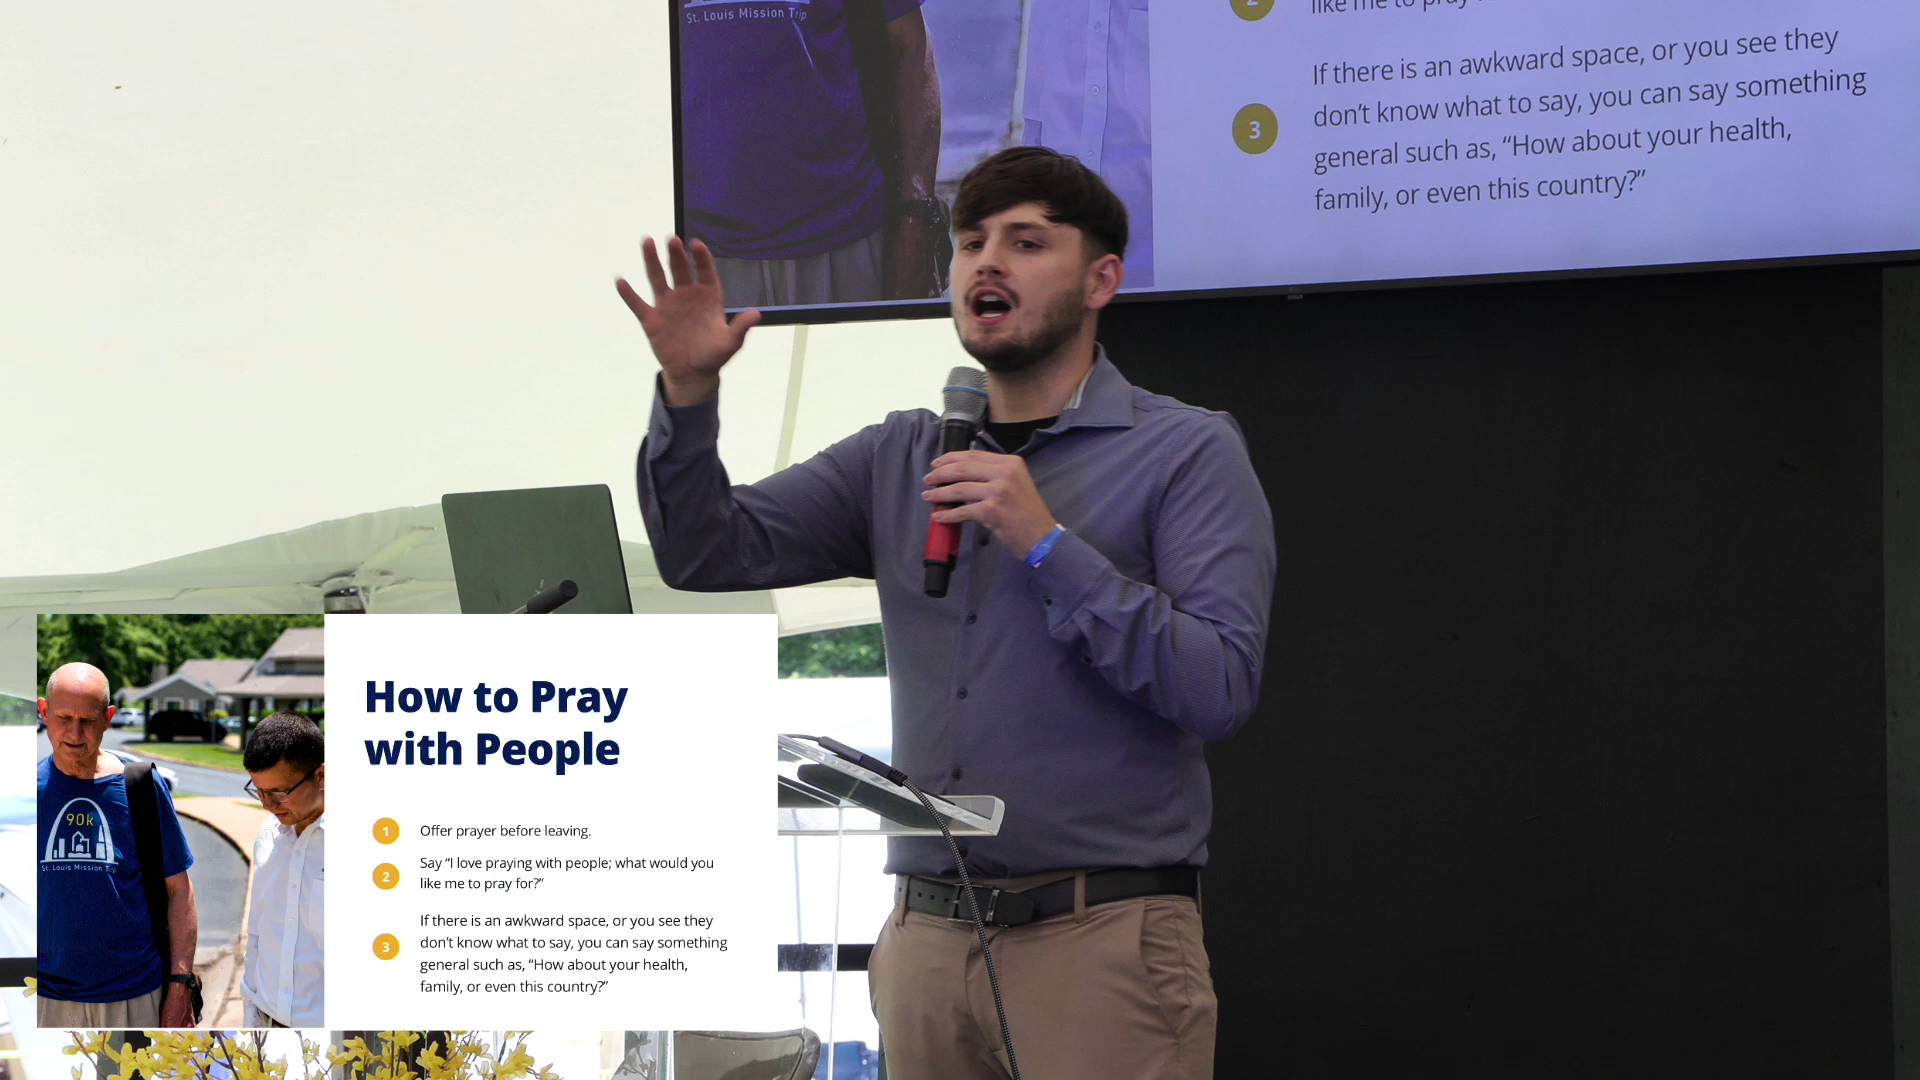 St. Louis Mission Trip
2
like me to pray
If there is an awkward space, or you see they
don't know what to say, you can say something
3
general such as, “How about your health,
family, or even this country?”
How to Pray
with People
1
Offer prayer before leaving.
Say “I love praying with people; what would you
2
like me to pray for?”
If there is an awkward space, or you see they
don't know what to say, you can say something
3
general such as, “How about your health,
family, or even this country?”
90k
St. Louis Mission Trip